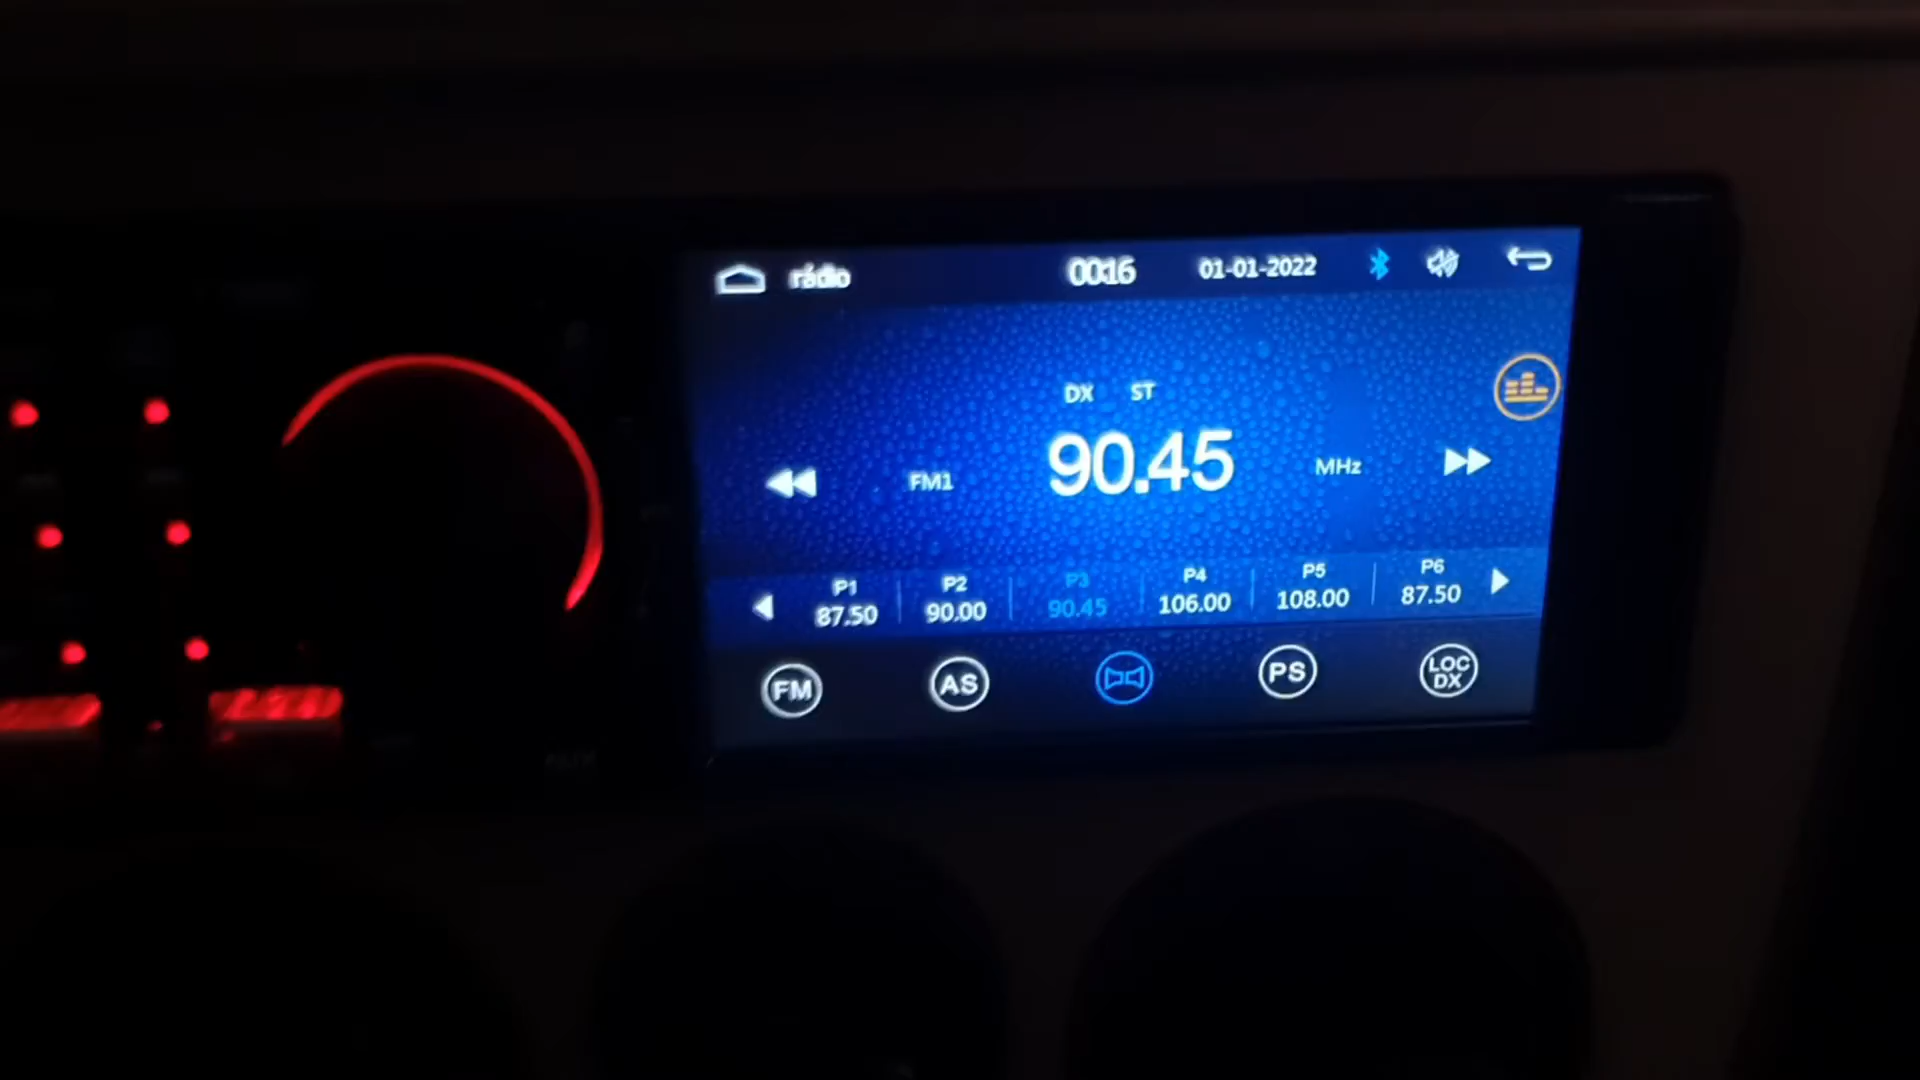 rádio 00:16 01-01-2022
DX ST
FM1 90.45 MHz
P1 P2 P3 P4 P5 P6
87.50 90.00 90.45 106.00 108.00 87.50
FM AS PS LOC DX